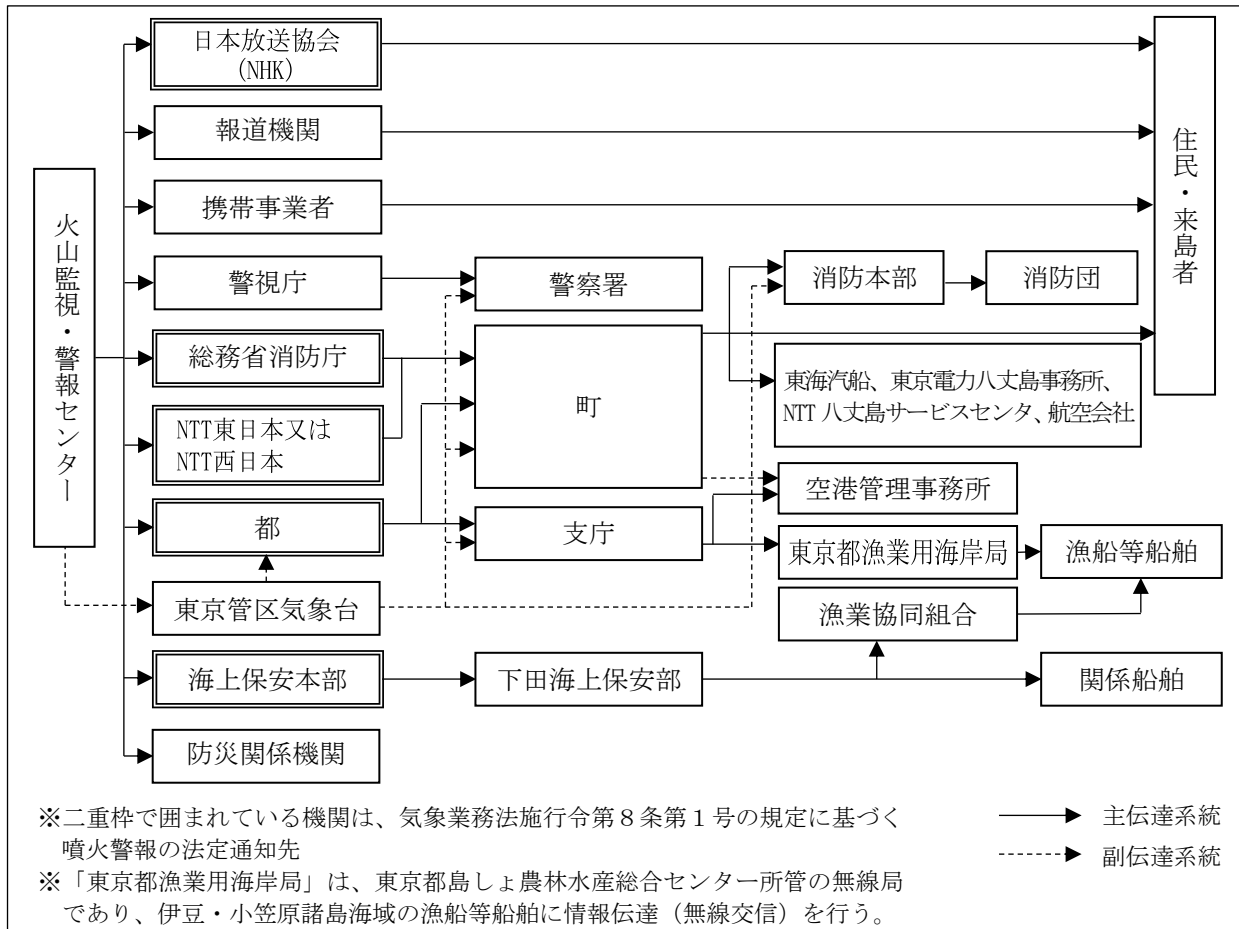 火山監視・警報センター
日本放送協会
(NHK)
報道機関
携帯事業者
警視庁
総務省消防庁
NTT東日本又は
NTT西日本
都
東京管区気象台
海上保安本部
防災関係機関
警察署
町
支庁
下田海上保安部
消防本部
消防団
東海汽船、東京電力八丈島事務所、
NTT 八丈島サービスセンタ、航空会社
空港管理事務所
東京都漁業用海岸局
漁業協同組合
漁船等船舶
関係船舶
住民・来島者
※二重枠で囲まれている機関は、気象業務法施行令第8条第1号の規定に基づく
噴火警報の法定通知先
※「東京都漁業用海岸局」は、東京都島しょ農林水産総合センター所管の無線局
であり、伊豆・小笠原諸島海域の漁船等船舶に情報伝達(無線交信)を行う。
主伝達系統
副伝達系統